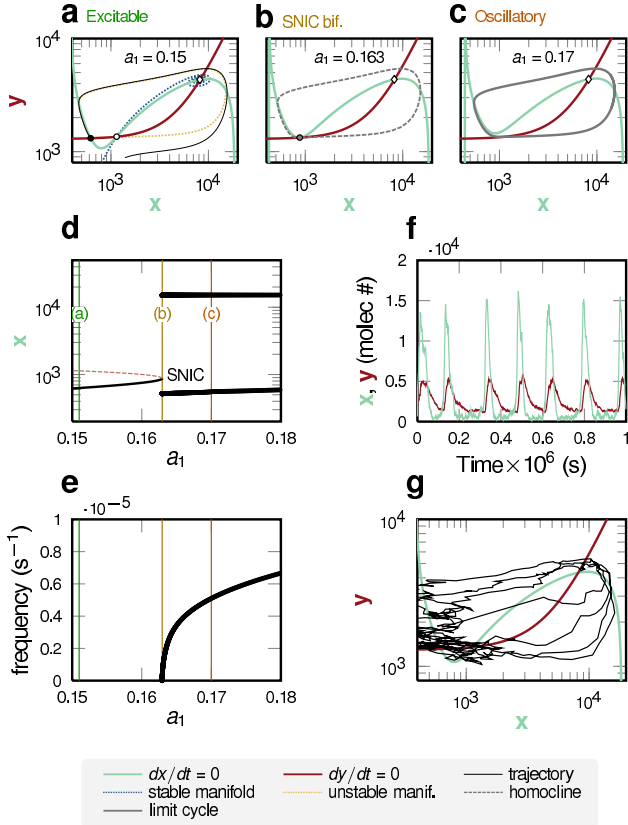 a Excitable
b SNIC bif.
c Oscillatory
a₁ = 0.15
a₁ = 0.163
a₁ = 0.17
10⁴
10³
y
10³ 10⁴
10³ 10⁴
10³ 10⁴
x
x
x
d
10⁴
10³
x
(a)
(b)
(c)
SNIC
0.15 0.16 0.17 0.18
a₁
f
·10⁴
2
1.5
1
0.5
0
x, y (molec #)
0 0.2 0.4 0.6 0.8 1
Time×10⁶ (s)
e
·10⁻⁵
1
0.8
0.6
0.4
0.2
0
frequency (s⁻¹)
0.15 0.16 0.17 0.18
a₁
g
10⁴
10³
y
10³ 10⁴
x
dx/dt = 0 dy/dt = 0 trajectory
stable manifold unstable manif. homocline
limit cycle